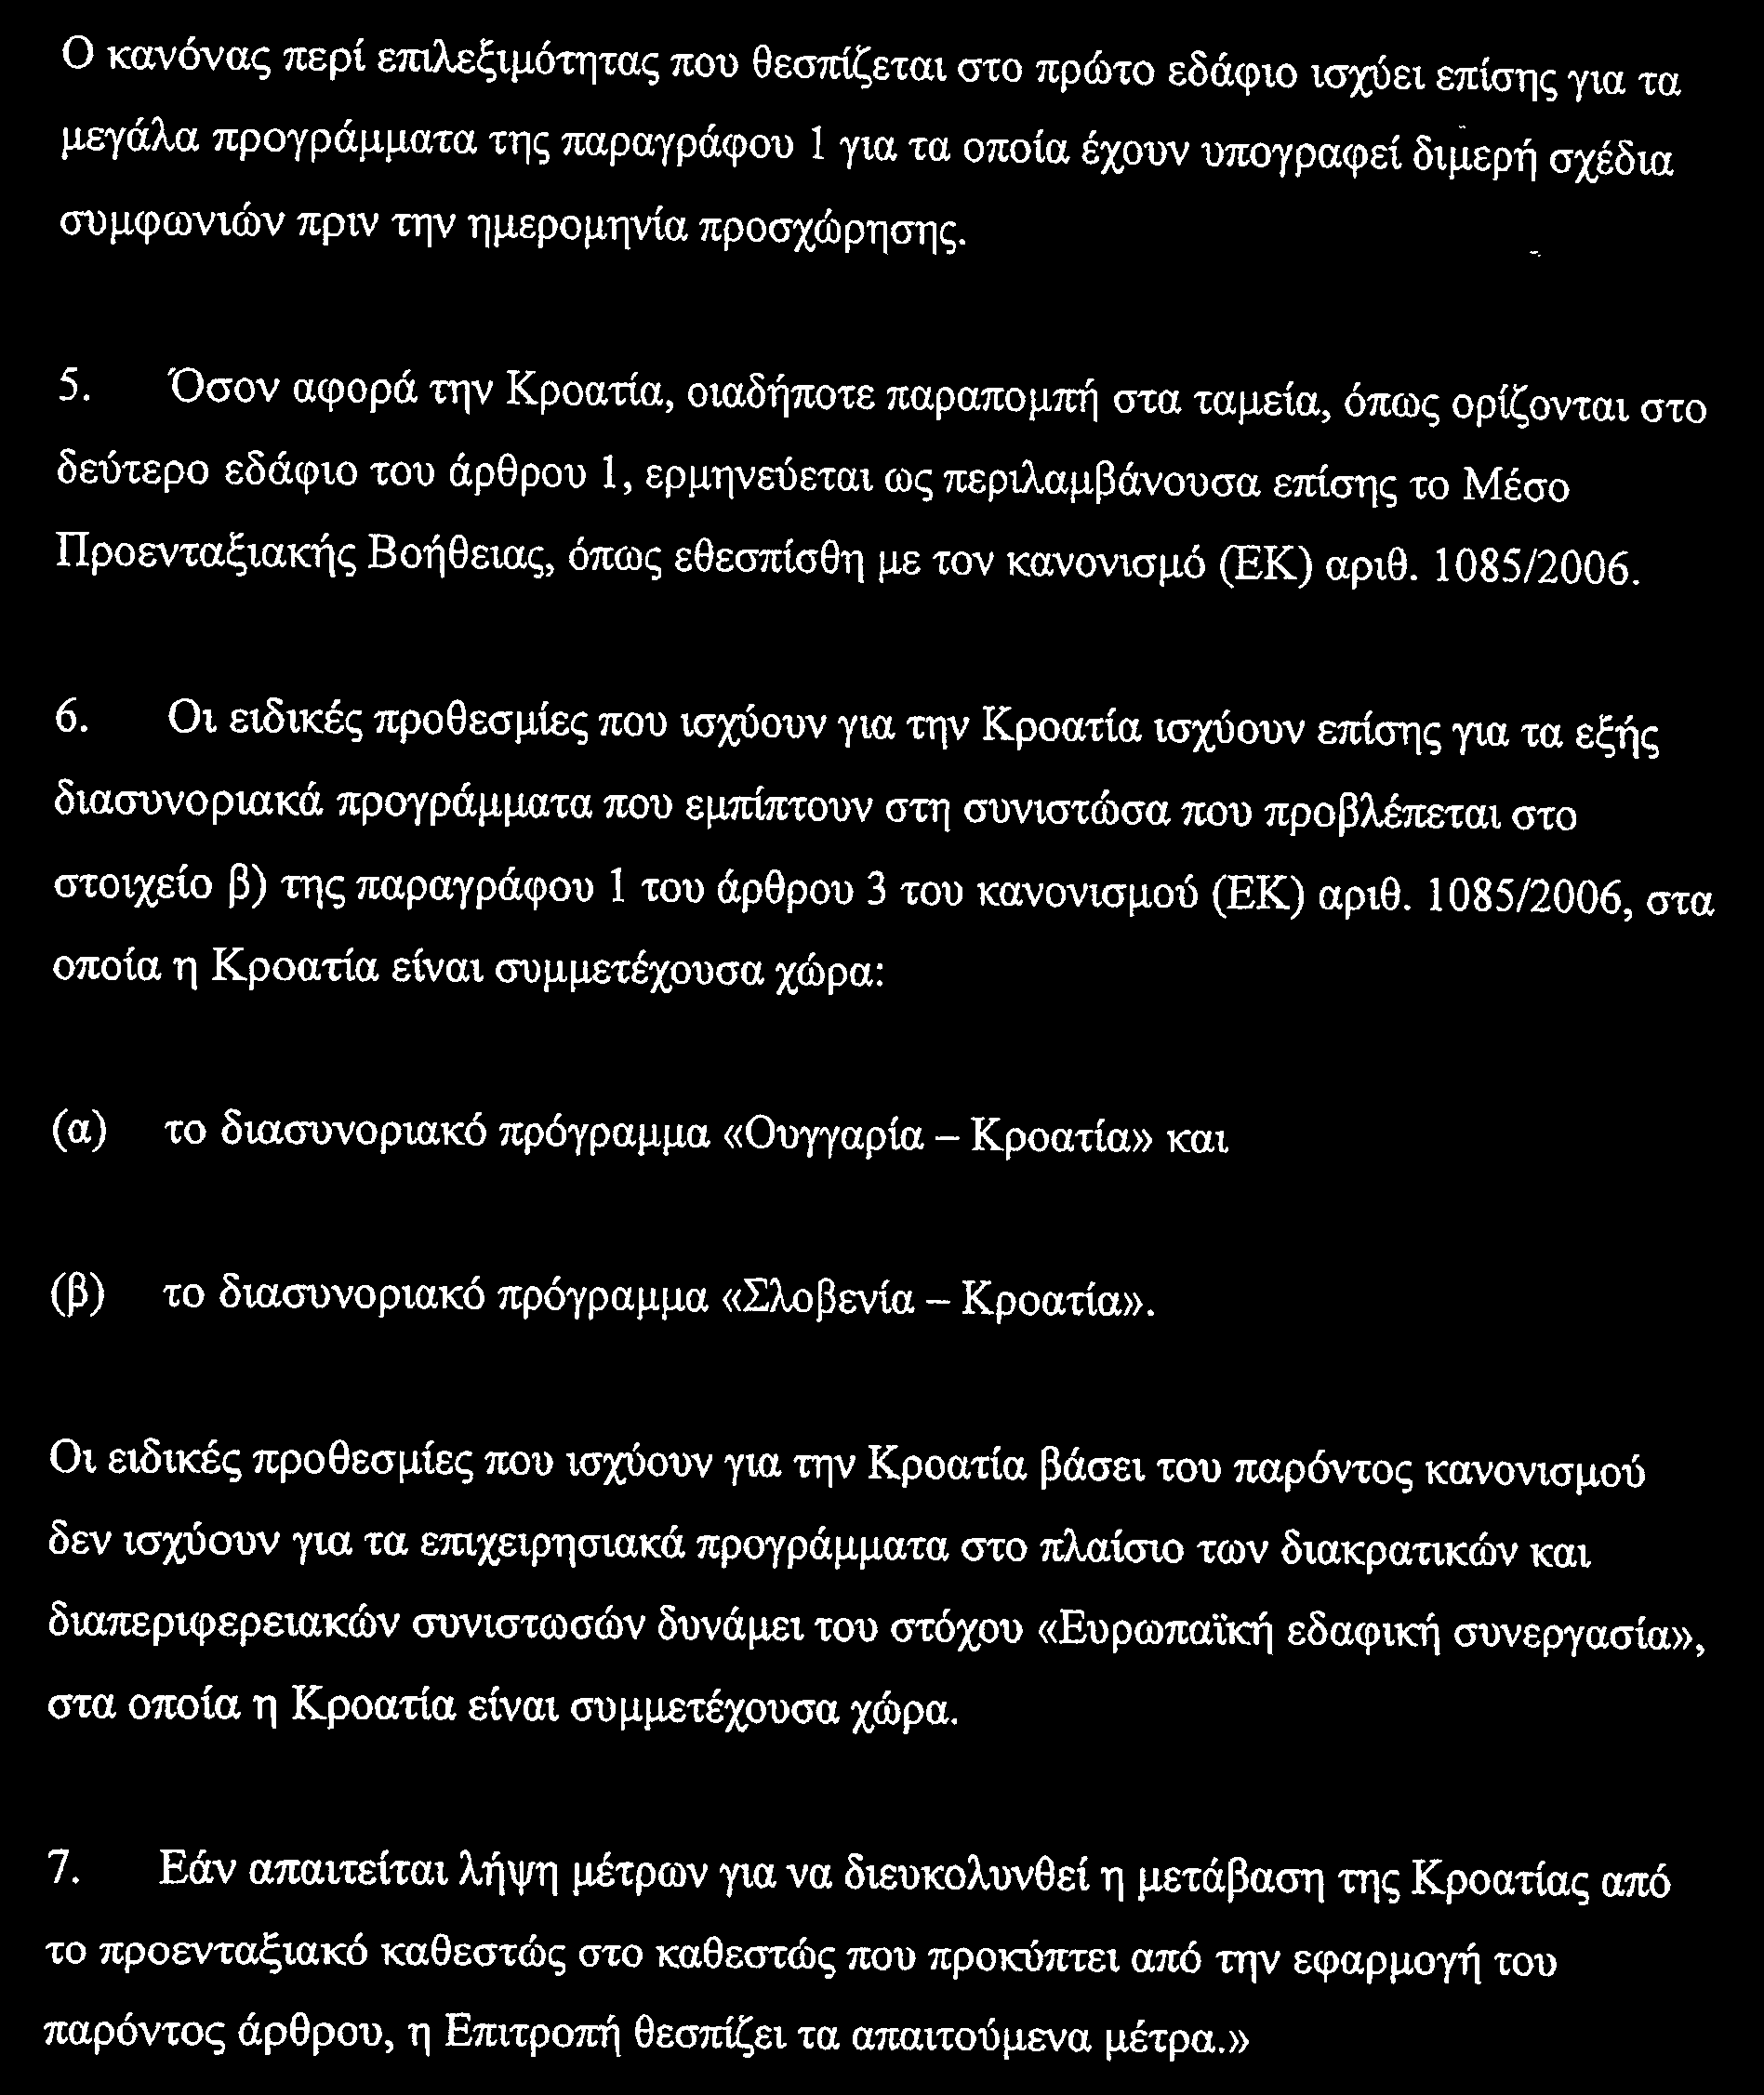 Ο κανόνας περί επιλεξιμότητας που θεσπίζεται στο πρώτο εδάφιο ισχύει επίσης για τα
μεγάλα προγράμματα της παραγράφου 1 για τα οποία έχουν υπογραφεί διμερή σχέδια
συμφωνιών πριν την ημερομηνία προσχώρησης.
5. Όσον αφορά την Κροατία, οιαδήποτε παραπομπή στα ταμεία, όπως ορίζονται στο
δεύτερο εδάφιο του άρθρου 1, ερμηνεύεται ως περιλαμβάνουσα επίσης το Μέσο
Προενταξιακής Βοήθειας, όπως εθεσπίσθη με τον κανονισμό (ΕΚ) αριθ. 1085/2006.
6. Οι ειδικές προθεσμίες που ισχύουν για την Κροατία ισχύουν επίσης για τα εξής
διασυνοριακά προγράμματα που εμπίπτουν στη συνιστώσα που προβλέπεται στο
στοιχείο β) της παραγράφου 1 του άρθρου 3 του κανονισμού (ΕΚ) αριθ. 1085/2006, στα
οποία η Κροατία είναι συμμετέχουσα χώρα:
(α) το διασυνοριακό πρόγραμμα «Ουγγαρία – Κροατία» και
(β) το διασυνοριακό πρόγραμμα «Σλοβενία – Κροατία».
Οι ειδικές προθεσμίες που ισχύουν για την Κροατία βάσει του παρόντος κανονισμού
δεν ισχύουν για τα επιχειρησιακά προγράμματα στο πλαίσιο των διακρατικών και
διαπεριφερειακών συνιστωσών δυνάμει του στόχου «Ευρωπαϊκή εδαφική συνεργασία»,
στα οποία η Κροατία είναι συμμετέχουσα χώρα.
7. Εάν απαιτείται λήψη μέτρων για να διευκολυνθεί η μετάβαση της Κροατίας από
το προενταξιακό καθεστώς στο καθεστώς που προκύπτει από την εφαρμογή του
παρόντος άρθρου, η Επιτροπή θεσπίζει τα απαιτούμενα μέτρα.»